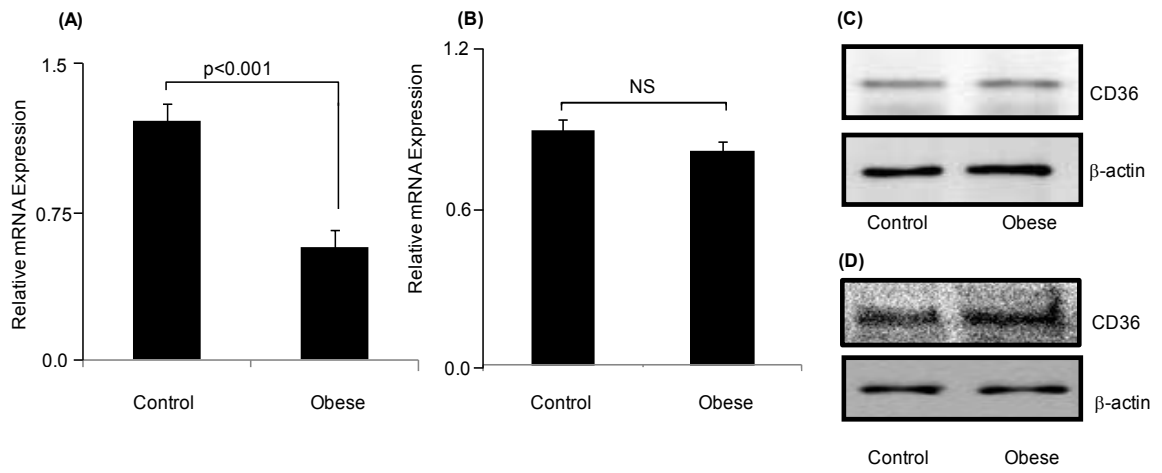 (A)
Relative mRNA Expression
1.5
0.75
0.0
p<0.001
Control Obese
(B)
Relative mRNA Expression
1.2
0.6
0.0
NS
Control Obese
(C)
CD36
β-actin
Control Obese
(D)
CD36
β-actin
Control Obese